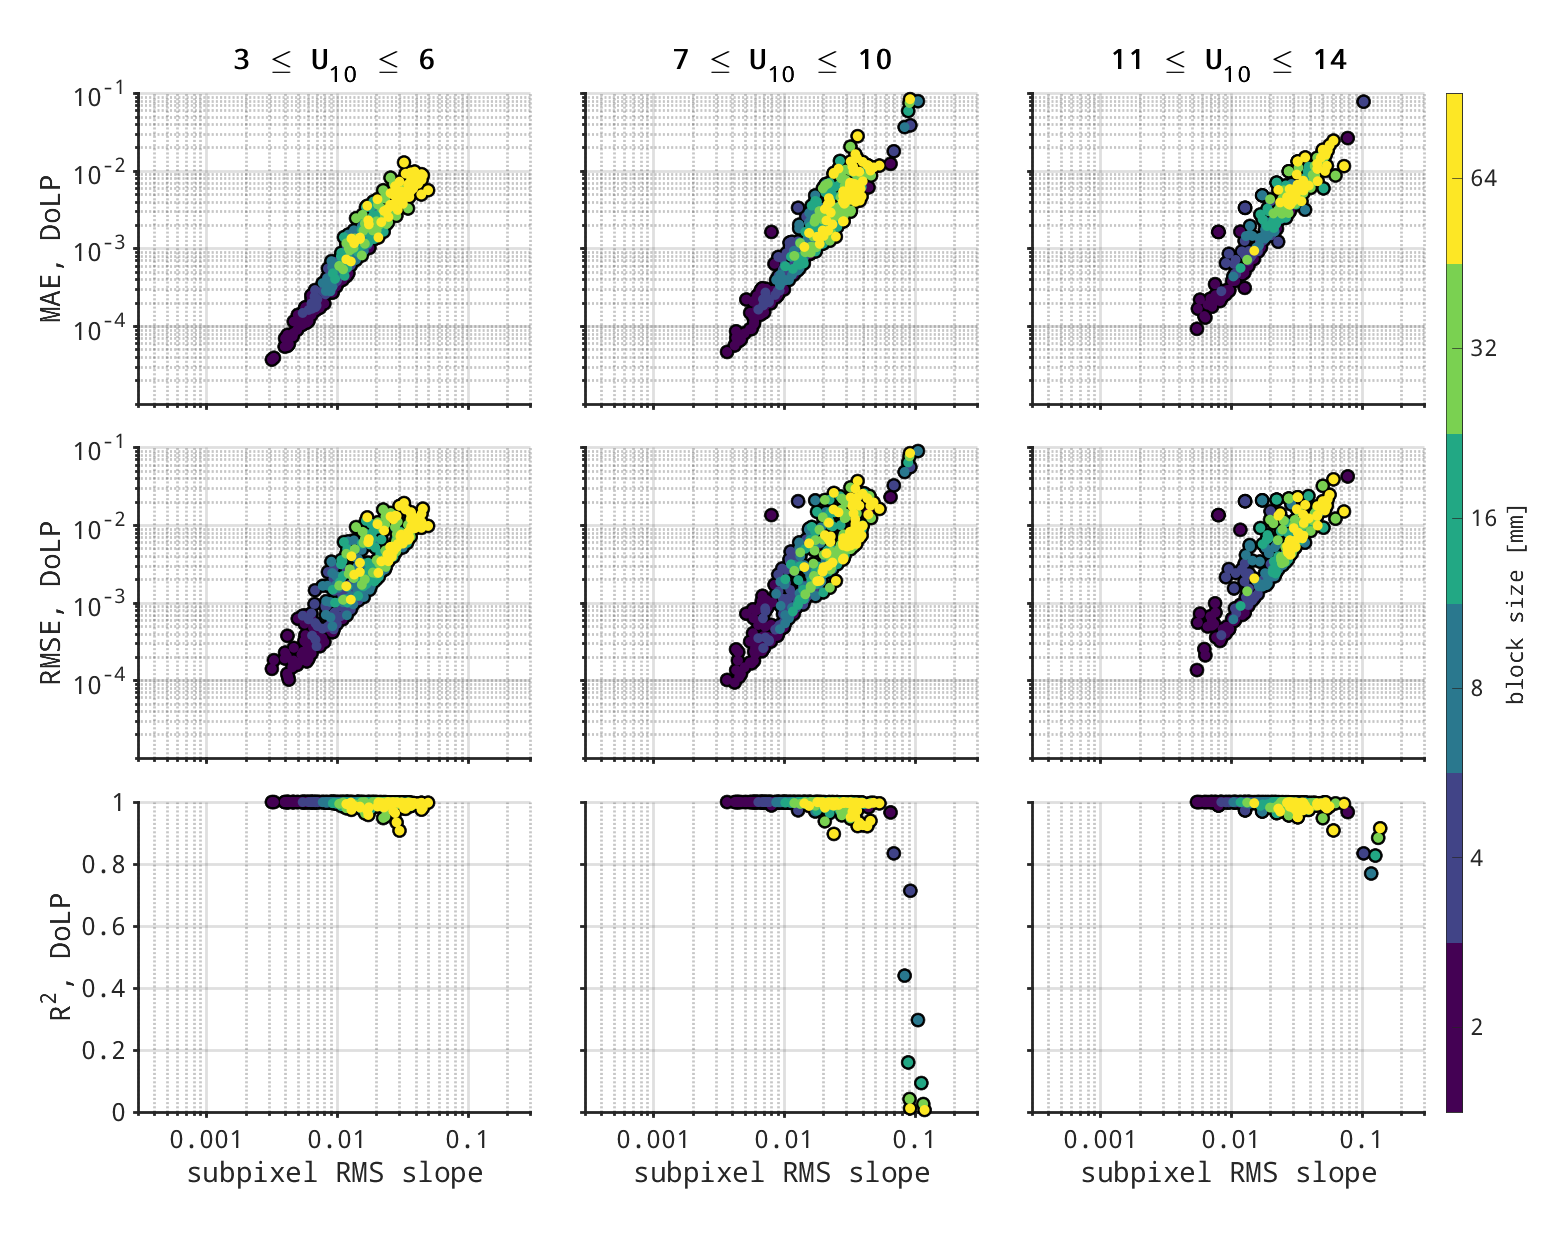 3 ≤ U10 ≤ 6
7 ≤ U10 ≤ 10
11 ≤ U10 ≤ 14
MAE, DoLP
10^-1
10^-2
10^-3
10^-4
RMSE, DoLP
10^-1
10^-2
10^-3
10^-4
R^2, DoLP
1
0.8
0.6
0.4
0.2
0
0.001 0.01 0.1
0.001 0.01 0.1
0.001 0.01 0.1
subpixel RMS slope
subpixel RMS slope
subpixel RMS slope
64
32
16
8
4
2
block size [mm]